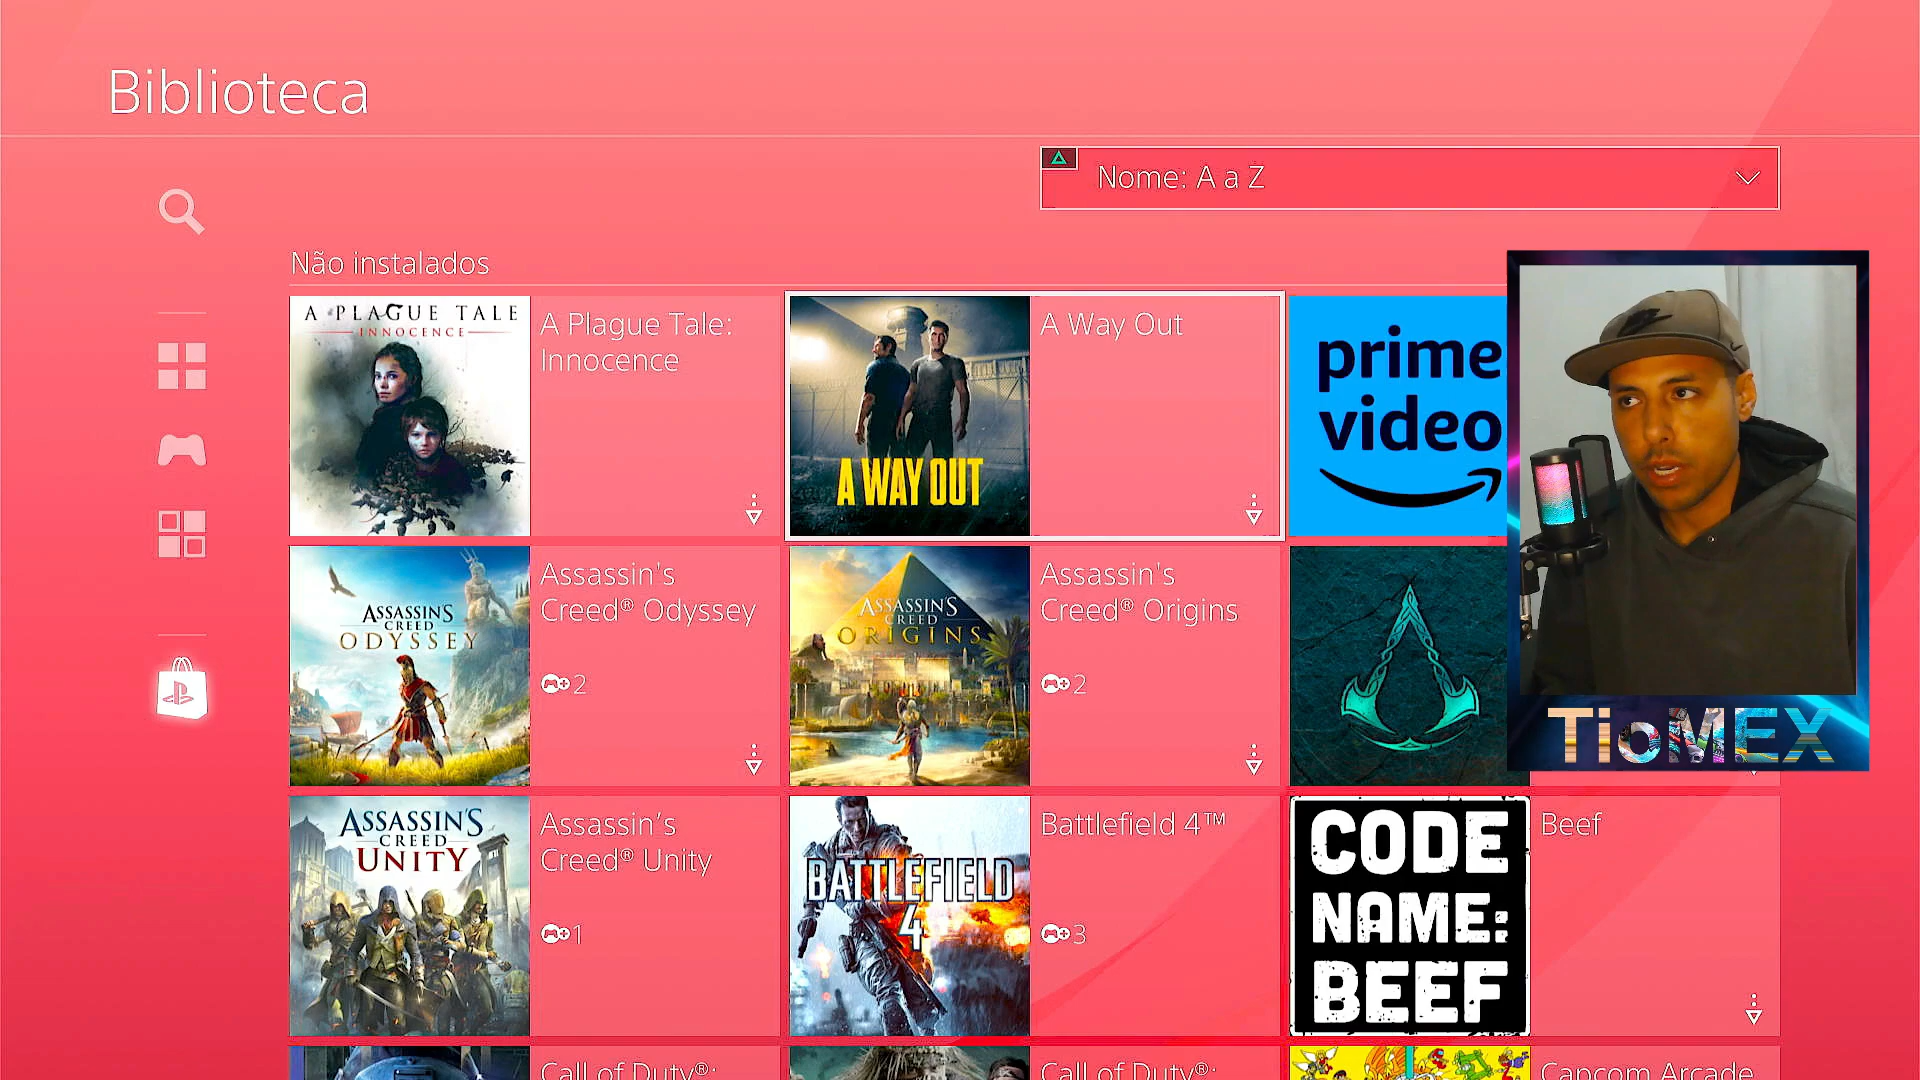 Biblioteca
Nome: A a Z
Não instalados
A PLAGUE TALE
INNOCENCE
A Plague Tale:
Innocence
A WAY OUT
A Way Out
prime
video
ASSASSIN'S
CREED
ODYSSEY
Assassin's
Creed® Odyssey
2
ASSASSIN'S
CREED
ORIGINS
Assassin's
Creed® Origins
2
TioMEX
ASSASSIN'S
CREED
UNITY
Assassin's
Creed® Unity
1
BATTLEFIELD
4
Battlefield 4™
3
CODE
NAME:
BEEF
Beef
Call of Duty®:
Call of Duty®:
Capcom Arcade